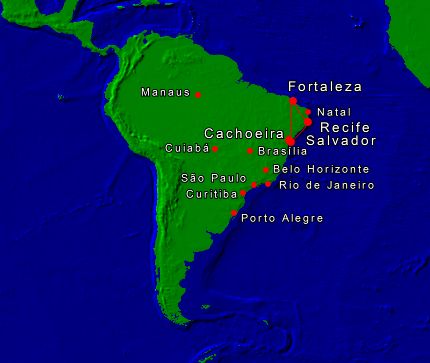 Fortaleza
Manaus
Natal
Recife
Cachoeira
Salvador
Cuiabá
Brasília
Belo Horizonte
São Paulo
Rio de Janeiro
Curitiba
Porto Alegre